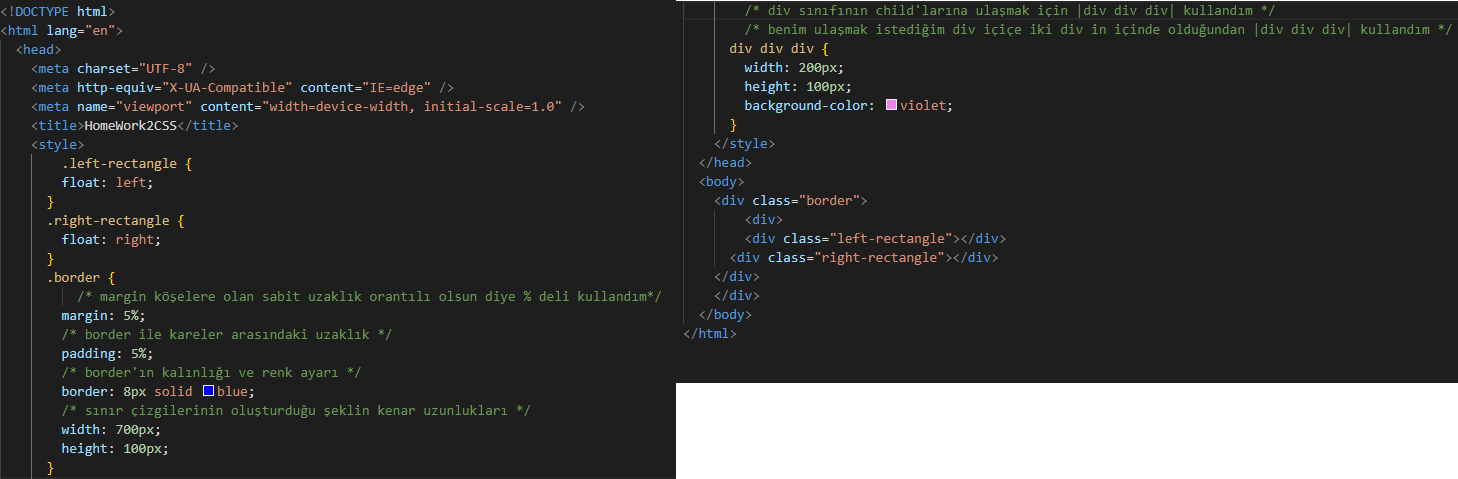 <!DOCTYPE html>
<html lang="en">
<head>
<meta charset="UTF-8" />
<meta http-equiv="X-UA-Compatible" content="IE=edge" />
<meta name="viewport" content="width=device-width, initial-scale=1.0" />
<title>HomeWork2CSS</title>
<style>
.left-rectangle {
float: left;
}
.right-rectangle {
float: right;
}
.border {
/* margin köşelere olan sabit uzaklık orantılı olsun diye % deli kullandım*/
margin: 5%;
/* border ile kareler arasındaki uzaklık */
padding: 5%;
/* border'ın kalınlığı ve renk ayarı */
border: 8px solid blue;
/* sınır çizgilerinin oluşturduğu şeklin kenar uzunlukları */
width: 700px;
height: 100px;
}
/* div sınıfının child'larına ulaşmak için |div div div| kullandım */
/* benim ulaşmak istediğim div içiçe iki div in içinde olduğundan |div div div| kullandım */
div div div {
width: 200px;
height: 100px;
background-color: violet;
}
</style>
</head>
<body>
<div class="border">
<div>
<div class="left-rectangle"></div>
<div class="right-rectangle"></div>
</div>
</div>
</body>
</html>